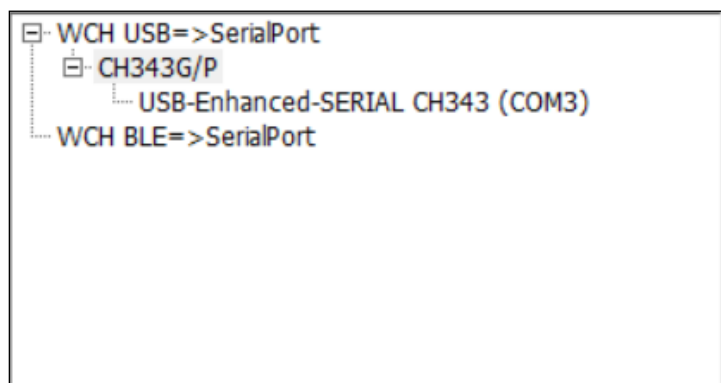 WCH USB=>SerialPort
CH343G/P
USB-Enhanced-SERIAL CH343 (COM3)
WCH BLE=>SerialPort